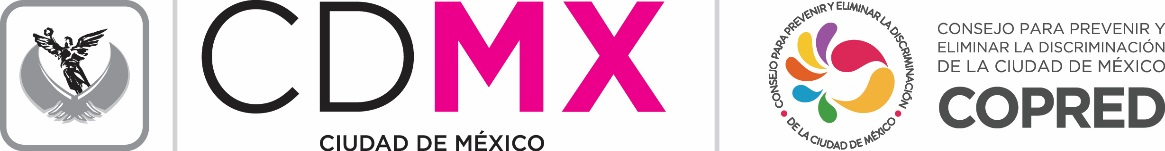 CDMX
CIUDAD DE MÉXICO
CONSEJO PARA PREVENIR Y ELIMINAR LA DISCRIMINACIÓN
• DE LA CIUDAD DE MÉXICO •
CONSEJO PARA PREVENIR Y
ELIMINAR LA DISCRIMINACIÓN
DE LA CIUDAD DE MÉXICO
COPRED